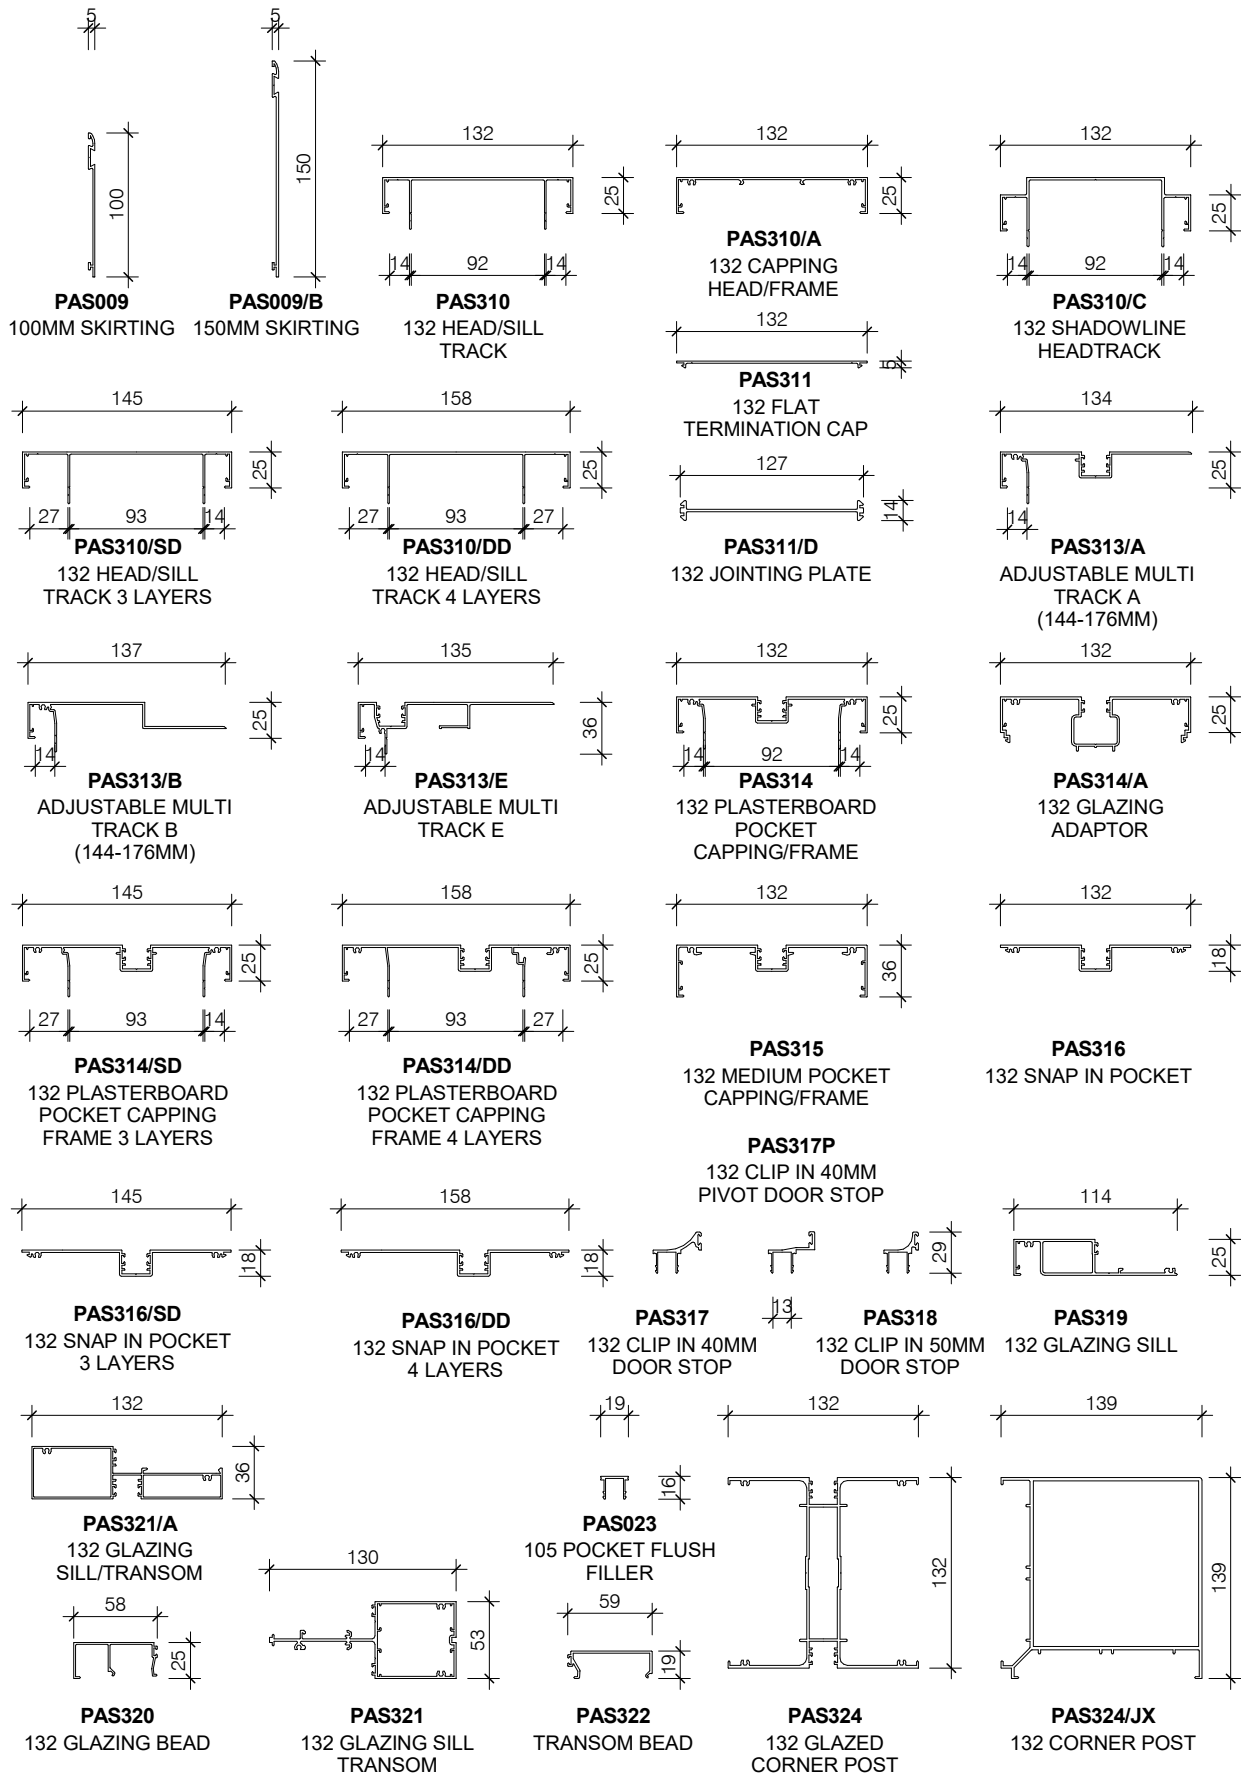 5
100
PAS009
100MM SKIRTING
5
150
PAS009/B
150MM SKIRTING
132
25
14
92
14
PAS310
132 HEAD/SILL
TRACK
132
25
PAS310/A
132 CAPPING
HEAD/FRAME
132
25
14
92
14
PAS310/C
132 SHADOWLINE
HEADTRACK
132
5
PAS311
132 FLAT
TERMINATION CAP
145
25
27
93
14
PAS310/SD
132 HEAD/SILL
TRACK 3 LAYERS
158
25
27
93
27
PAS310/DD
132 HEAD/SILL
TRACK 4 LAYERS
127
14
PAS311/D
132 JOINTING PLATE
134
25
14
PAS313/A
ADJUSTABLE MULTI
TRACK A
(144-176MM)
137
25
14
PAS313/B
ADJUSTABLE MULTI
TRACK B
(144-176MM)
135
36
14
PAS313/E
ADJUSTABLE MULTI
TRACK E
132
25
14
92
14
PAS314
132 PLASTERBOARD
POCKET
CAPPING/FRAME
132
25
PAS314/A
132 GLAZING
ADAPTOR
145
25
27
93
14
PAS314/SD
132 PLASTERBOARD
POCKET CAPPING
FRAME 3 LAYERS
158
25
27
93
27
PAS314/DD
132 PLASTERBOARD
POCKET CAPPING
FRAME 4 LAYERS
132
36
PAS315
132 MEDIUM POCKET
CAPPING/FRAME
132
18
PAS316
132 SNAP IN POCKET
145
18
PAS316/SD
132 SNAP IN POCKET
3 LAYERS
158
18
PAS316/DD
132 SNAP IN POCKET
4 LAYERS
PAS317P
132 CLIP IN 40MM
PIVOT DOOR STOP
13
29
PAS317
132 CLIP IN 40MM
DOOR STOP
PAS318
132 CLIP IN 50MM
DOOR STOP
114
25
PAS319
132 GLAZING SILL
132
36
PAS321/A
132 GLAZING
SILL/TRANSOM
58
25
PAS320
132 GLAZING BEAD
130
53
PAS321
132 GLAZING SILL
TRANSOM
19
16
PAS023
105 POCKET FLUSH
FILLER
59
19
PAS322
TRANSOM BEAD
132
132
PAS324
132 GLAZED
CORNER POST
139
139
PAS324/JX
132 CORNER POST